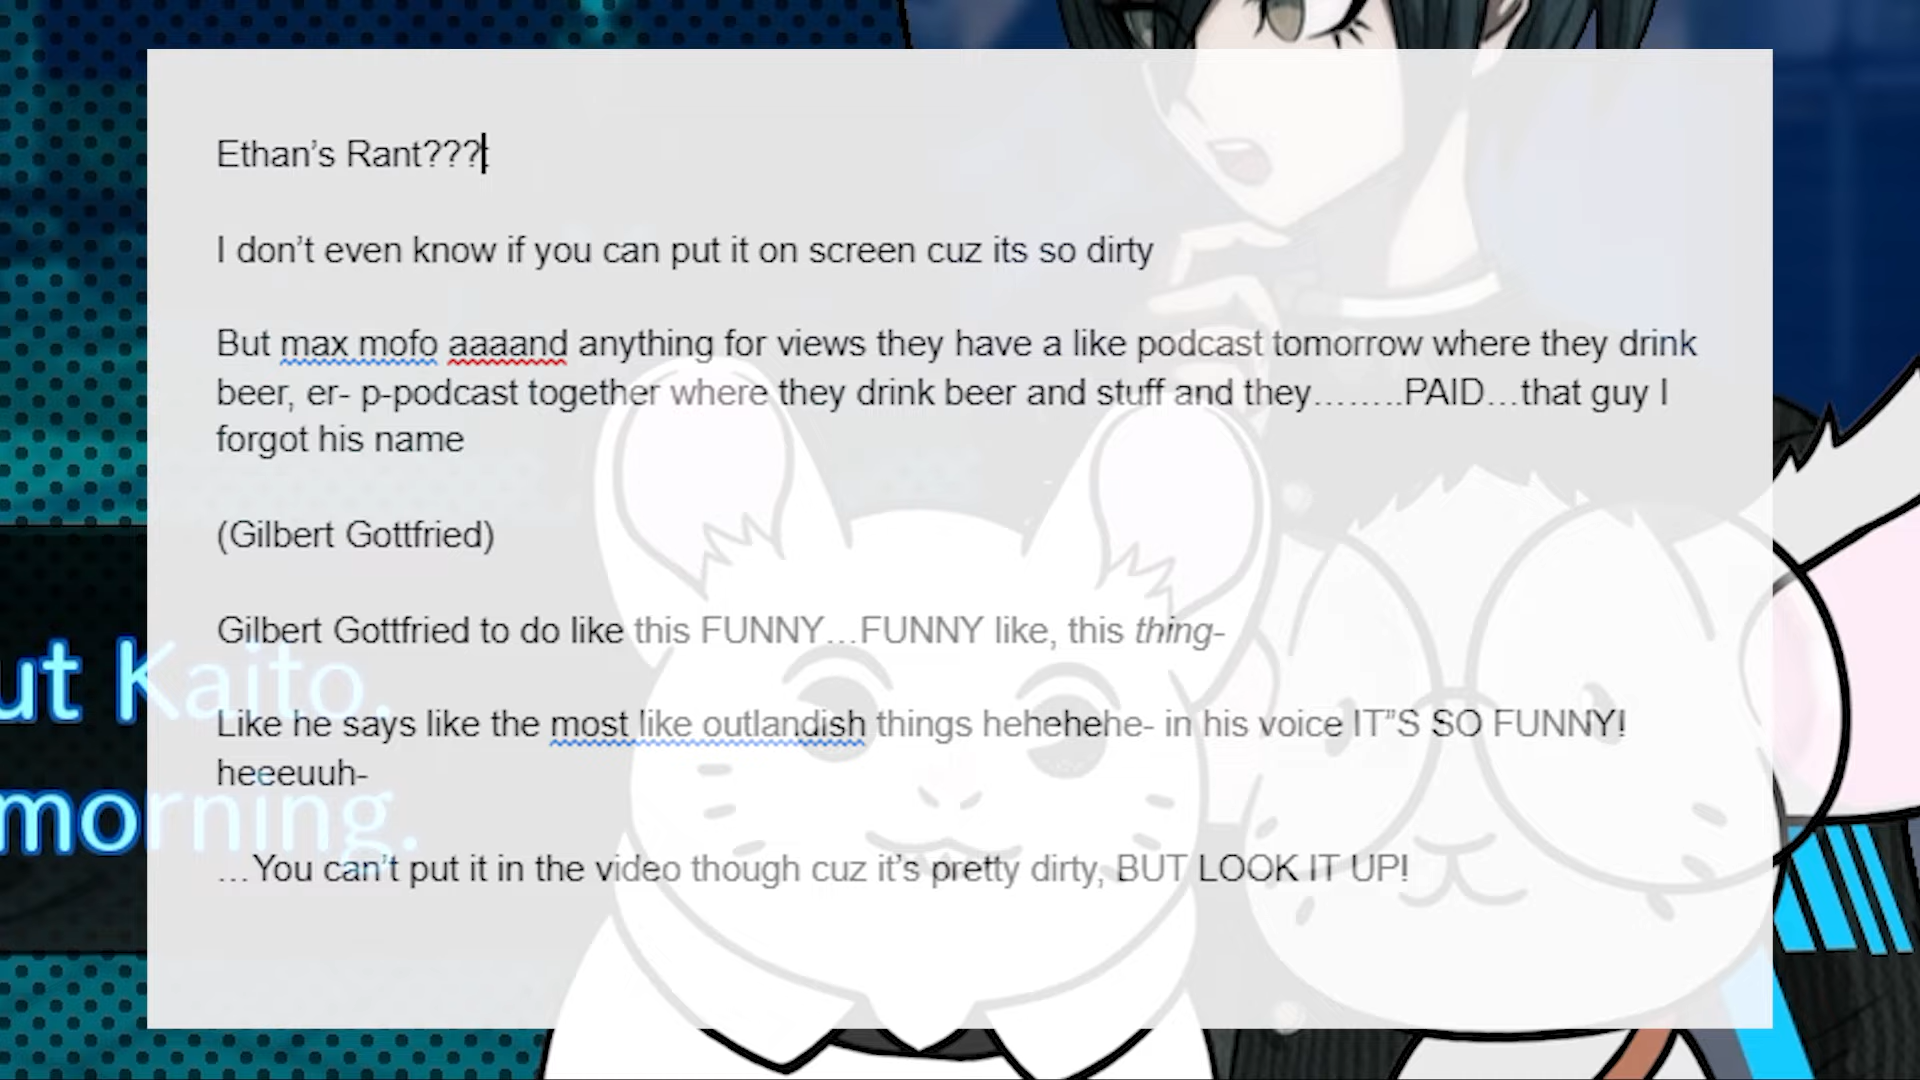 Ethan’s Rant???
I don’t even know if you can put it on screen cuz its so dirty
But max mofo aaaand anything for views they have a like podcast tomorrow where they drink
beer, er- p-podcast together where they drink beer and stuff and they……..PAID…that guy I
forgot his name
(Gilbert Gottfried)
Gilbert Gottfried to do like this FUNNY…FUNNY like, this thing-
ut Kaito.
Like he says like the most like outlandish things hehehehe- in his voice IT”S SO FUNNY!
heeeuuh-
morning.
…You can’t put it in the video though cuz it’s pretty dirty, BUT LOOK IT UP!